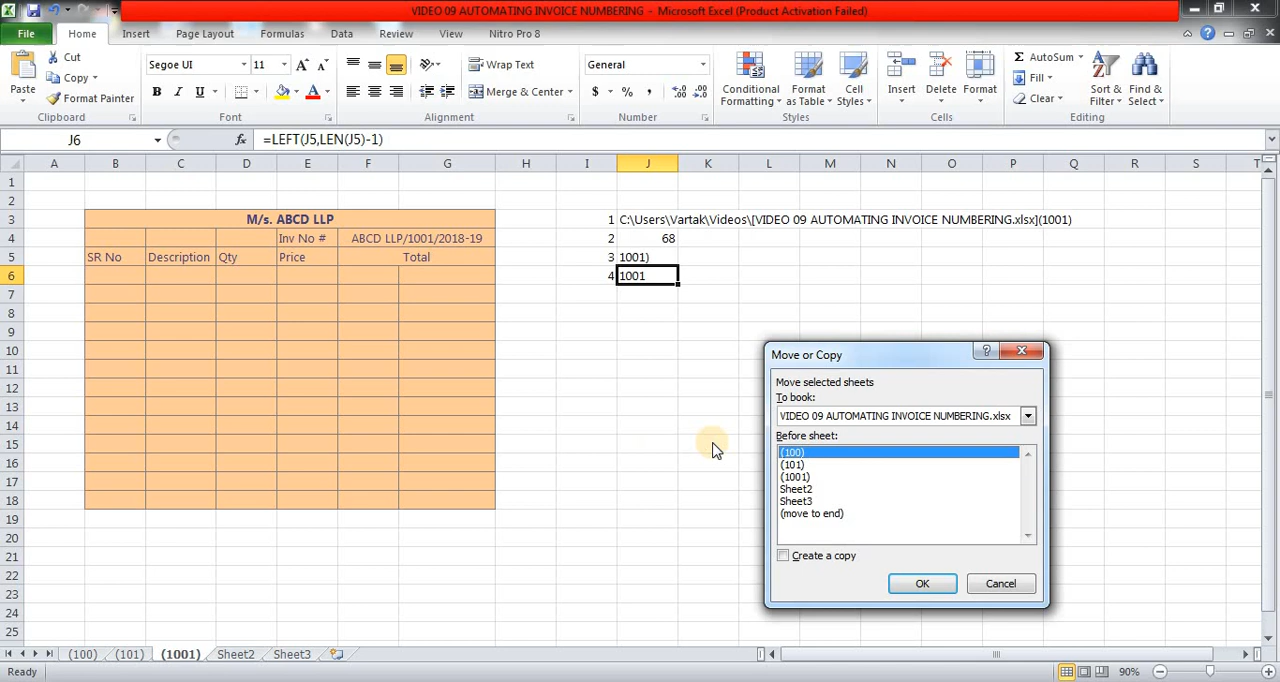 VIDEO 09 AUTOMATING INVOICE NUMBERING - Microsoft Excel (Product Activation Failed)
File Home Insert Page Layout Formulas Data Review View Nitro Pro 8
Paste Cut Copy Format Painter Clipboard
Segoe UI 11 A A B I U A Font
Wrap Text Merge & Center Alignment
General $ % , Number
Conditional Formatting Format as Table Cell Styles Styles
Insert Delete Format Cells
Σ AutoSum Fill Clear Sort & Filter Find & Select Editing
J6 fx =LEFT(J5,LEN(J5)-1)
A B C D E F G H I J K L M N O P Q R S T
1
2
3 M/s. ABCD LLP 1 C:\Users\Vartak\Videos\[VIDEO 09 AUTOMATING INVOICE NUMBERING.xlsx](1001)
4 Inv No # ABCD LLP/1001/2018-19 2 68
5 SR No Description Qty Price Total 3 1001)
6 4 1001
7
8
9
10
11
12
13
14
15
16
17
18
19
20
21
22
23
24
25
Move or Copy
Move selected sheets
To book:
VIDEO 09 AUTOMATING INVOICE NUMBERING.xlsx
Before sheet:
(100)
(101)
(1001)
Sheet2
Sheet3
(move to end)
Create a copy
OK Cancel
(100) (101) (1001) Sheet2 Sheet3
Ready 90%